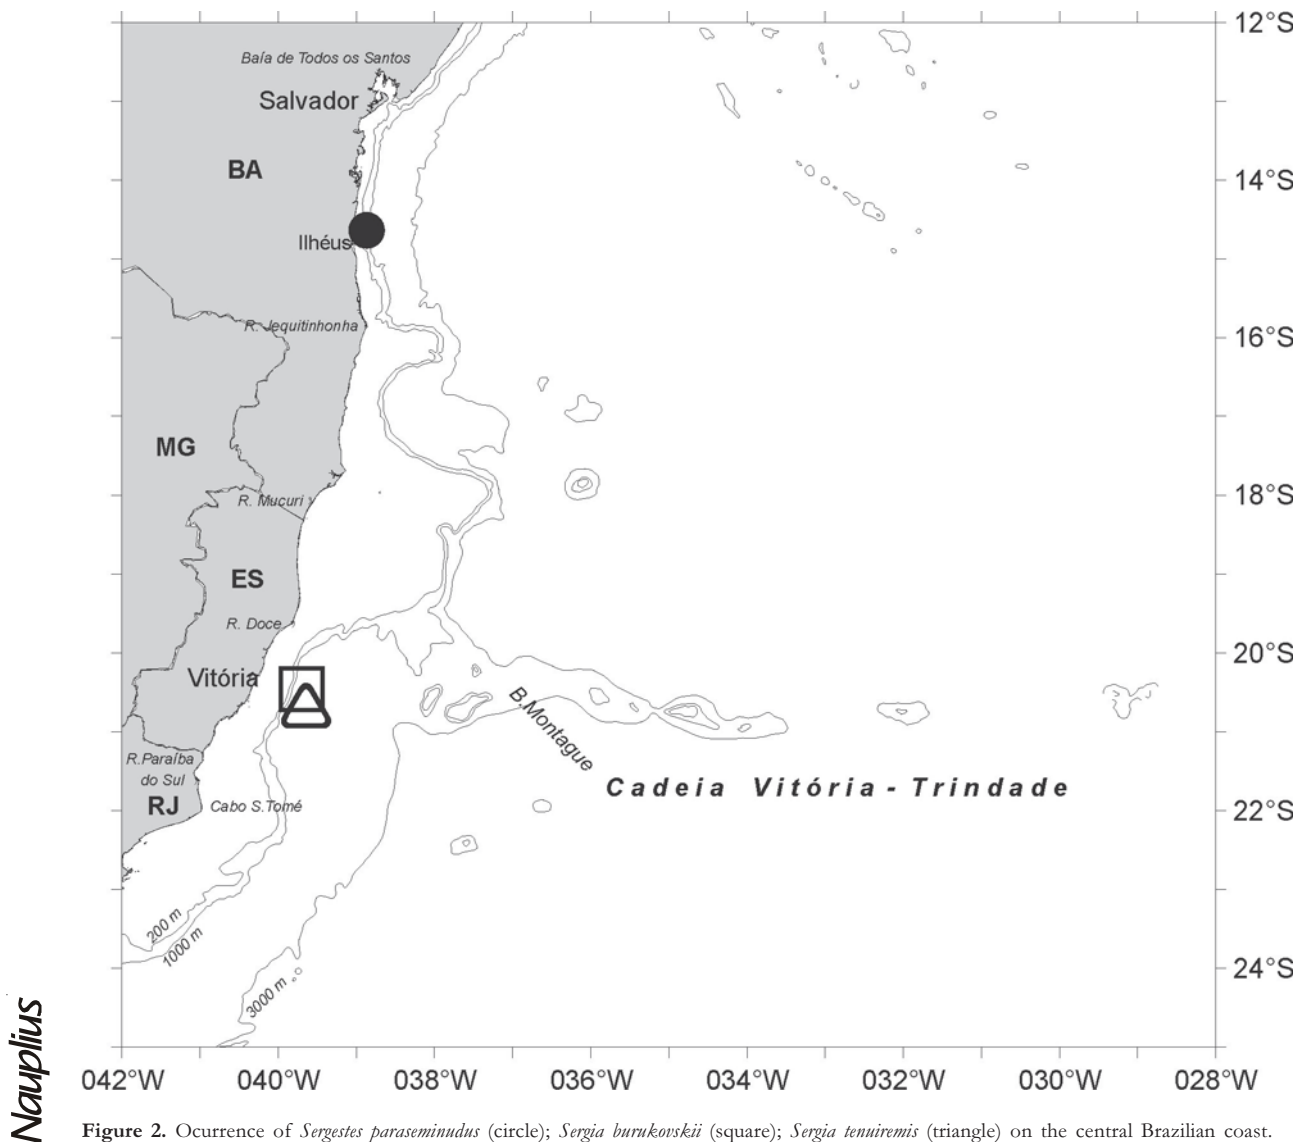 12°S
Baía de Todos os Santos
Salvador
BA
14°S
Ilhéus
R. Jequitinhonha
16°S
MG
18°S
R. Mucuri
ES
R. Doce
20°S
Vitória
B.Montague
R.Paraíba
do Sul
Cadeia Vitória - Trindade
RJ
Cabo S.Tomé
22°S
200 m
1000 m
24°S
3000 m
042°W 040°W 038°W 036°W 034°W 032°W 030°W 028°W
Nauplius
Figure 2. Ocurrence of Sergestes paraseminudus (circle); Sergia burukovskii (square); Sergia tenuiremis (triangle) on the central Brazilian coast.